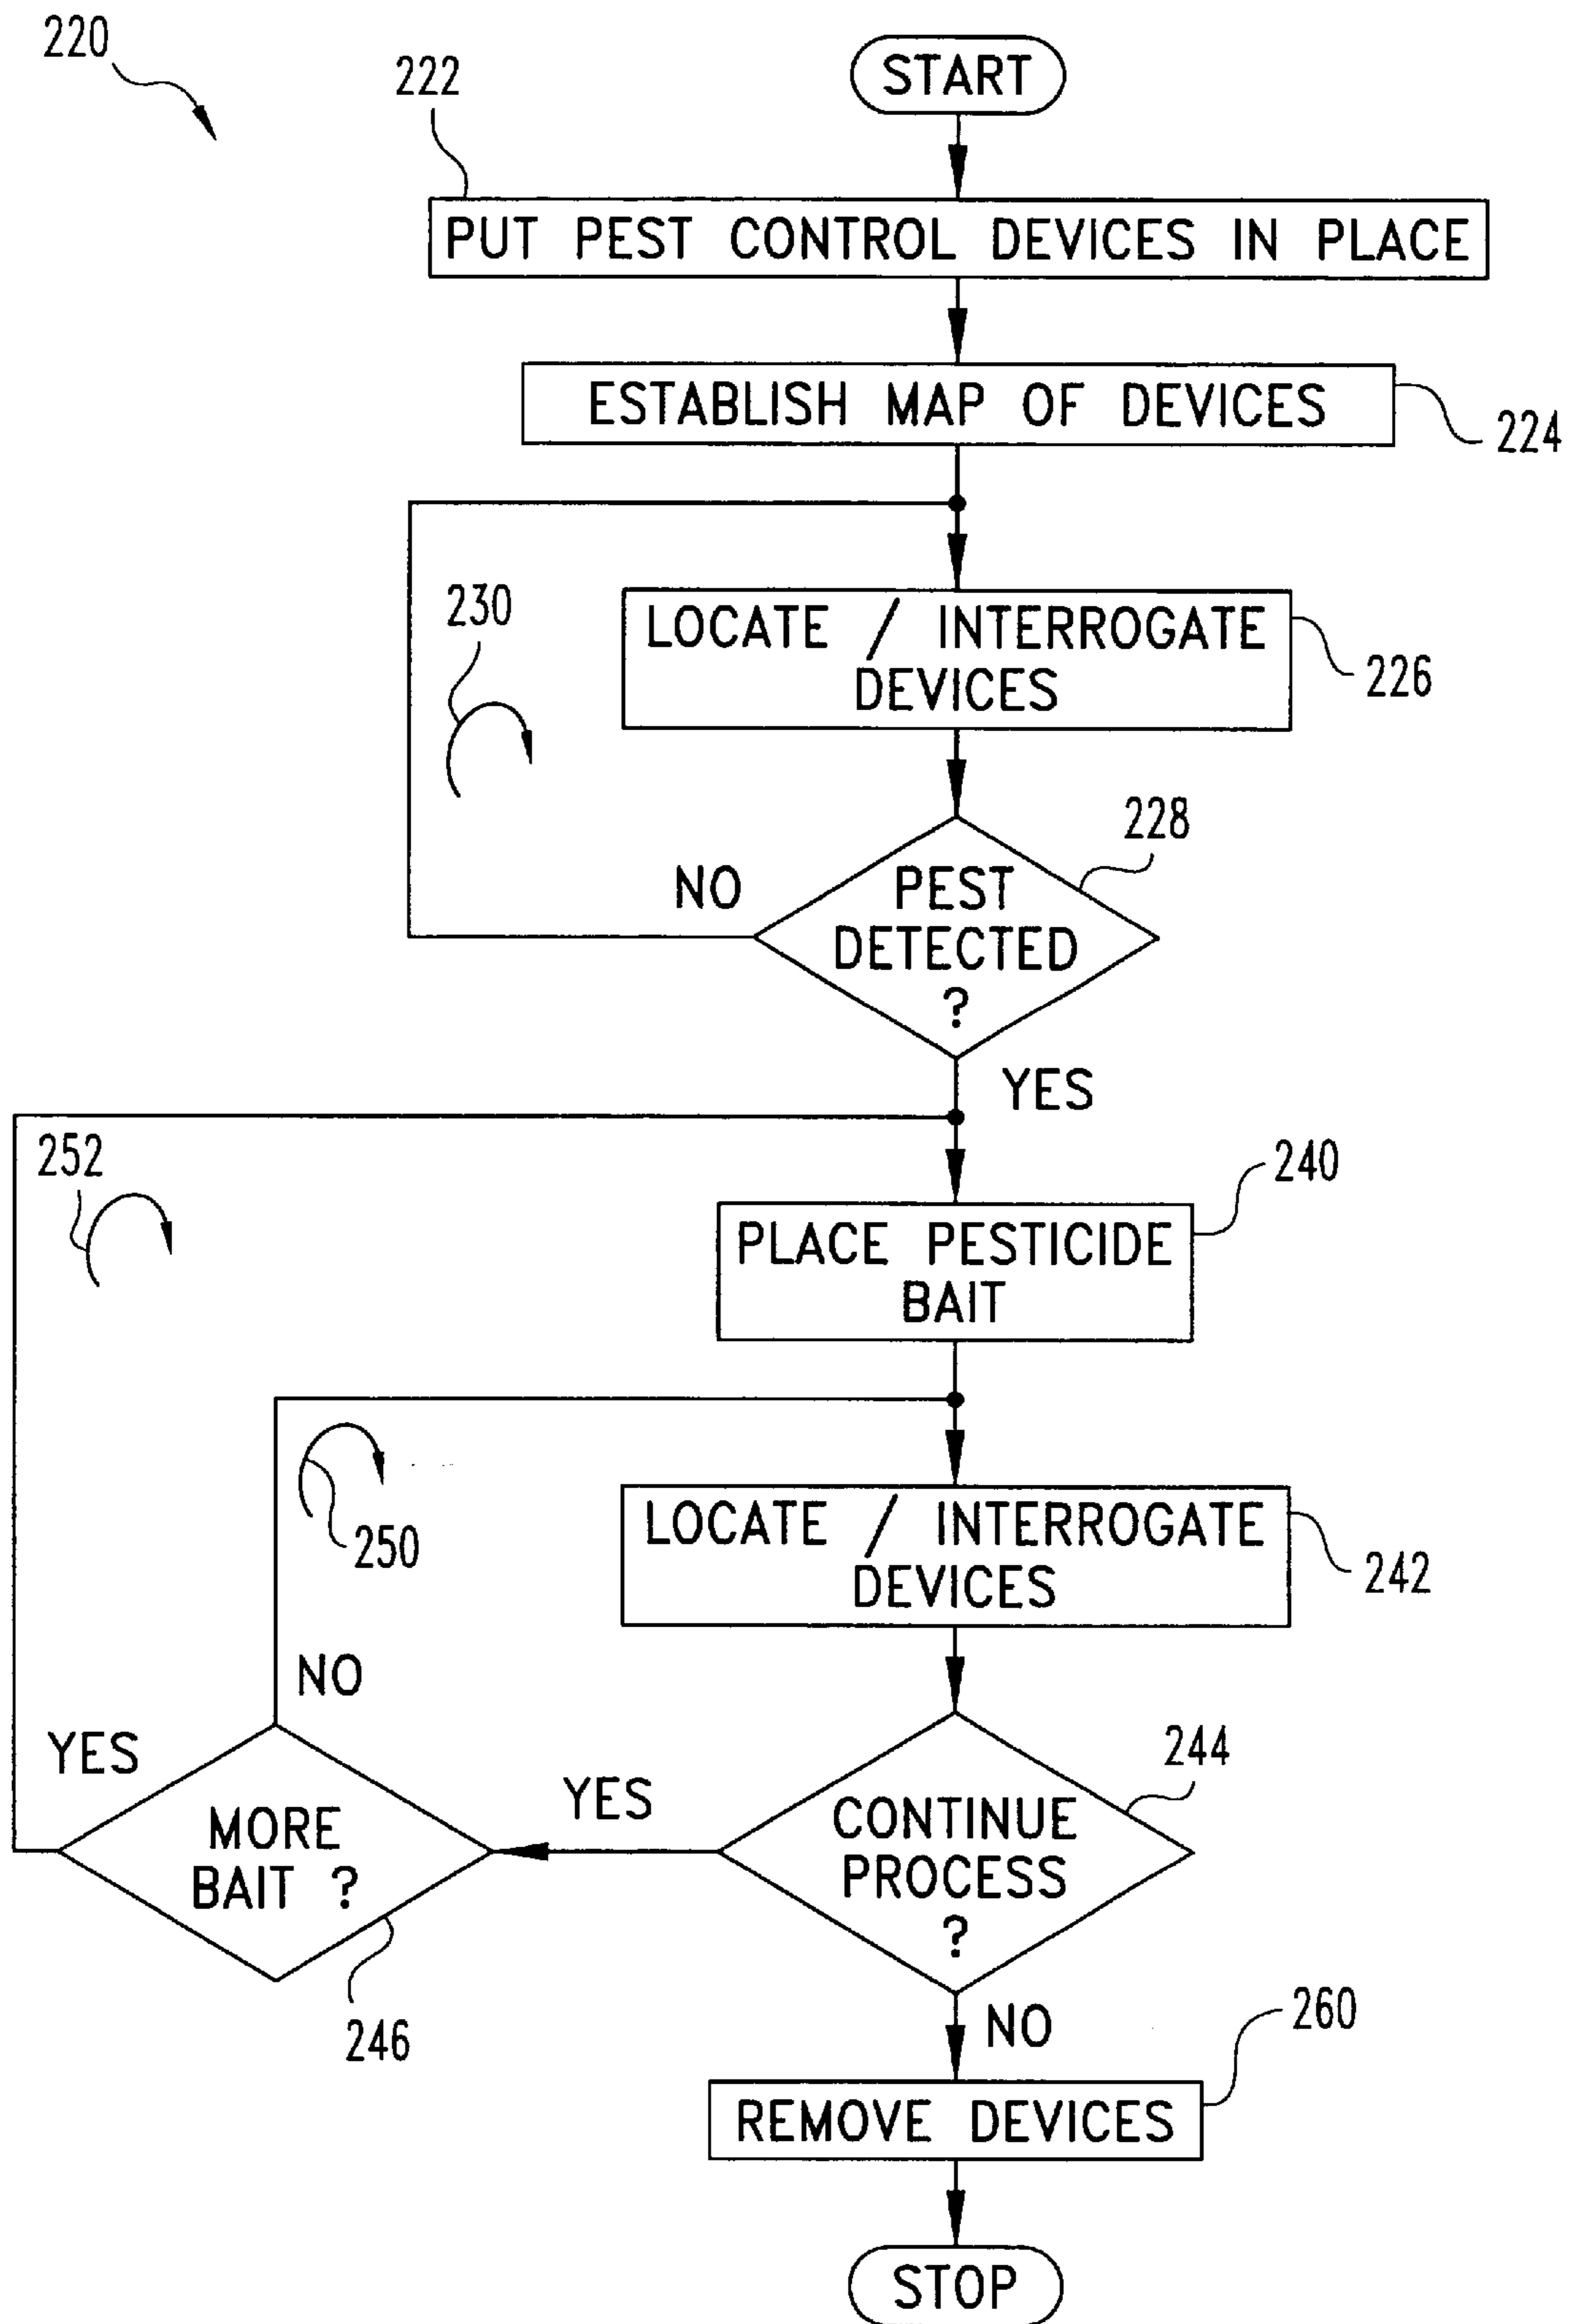 220
START
222
PUT PEST CONTROL DEVICES IN PLACE
ESTABLISH MAP OF DEVICES
224
230
LOCATE / INTERROGATE
DEVICES
226
228
NO
PEST
DETECTED
?
YES
252
240
PLACE PESTICIDE
BAIT
250
LOCATE / INTERROGATE
DEVICES
242
NO
YES
244
YES
MORE
BAIT ?
CONTINUE
PROCESS
?
246
NO
260
REMOVE DEVICES
STOP